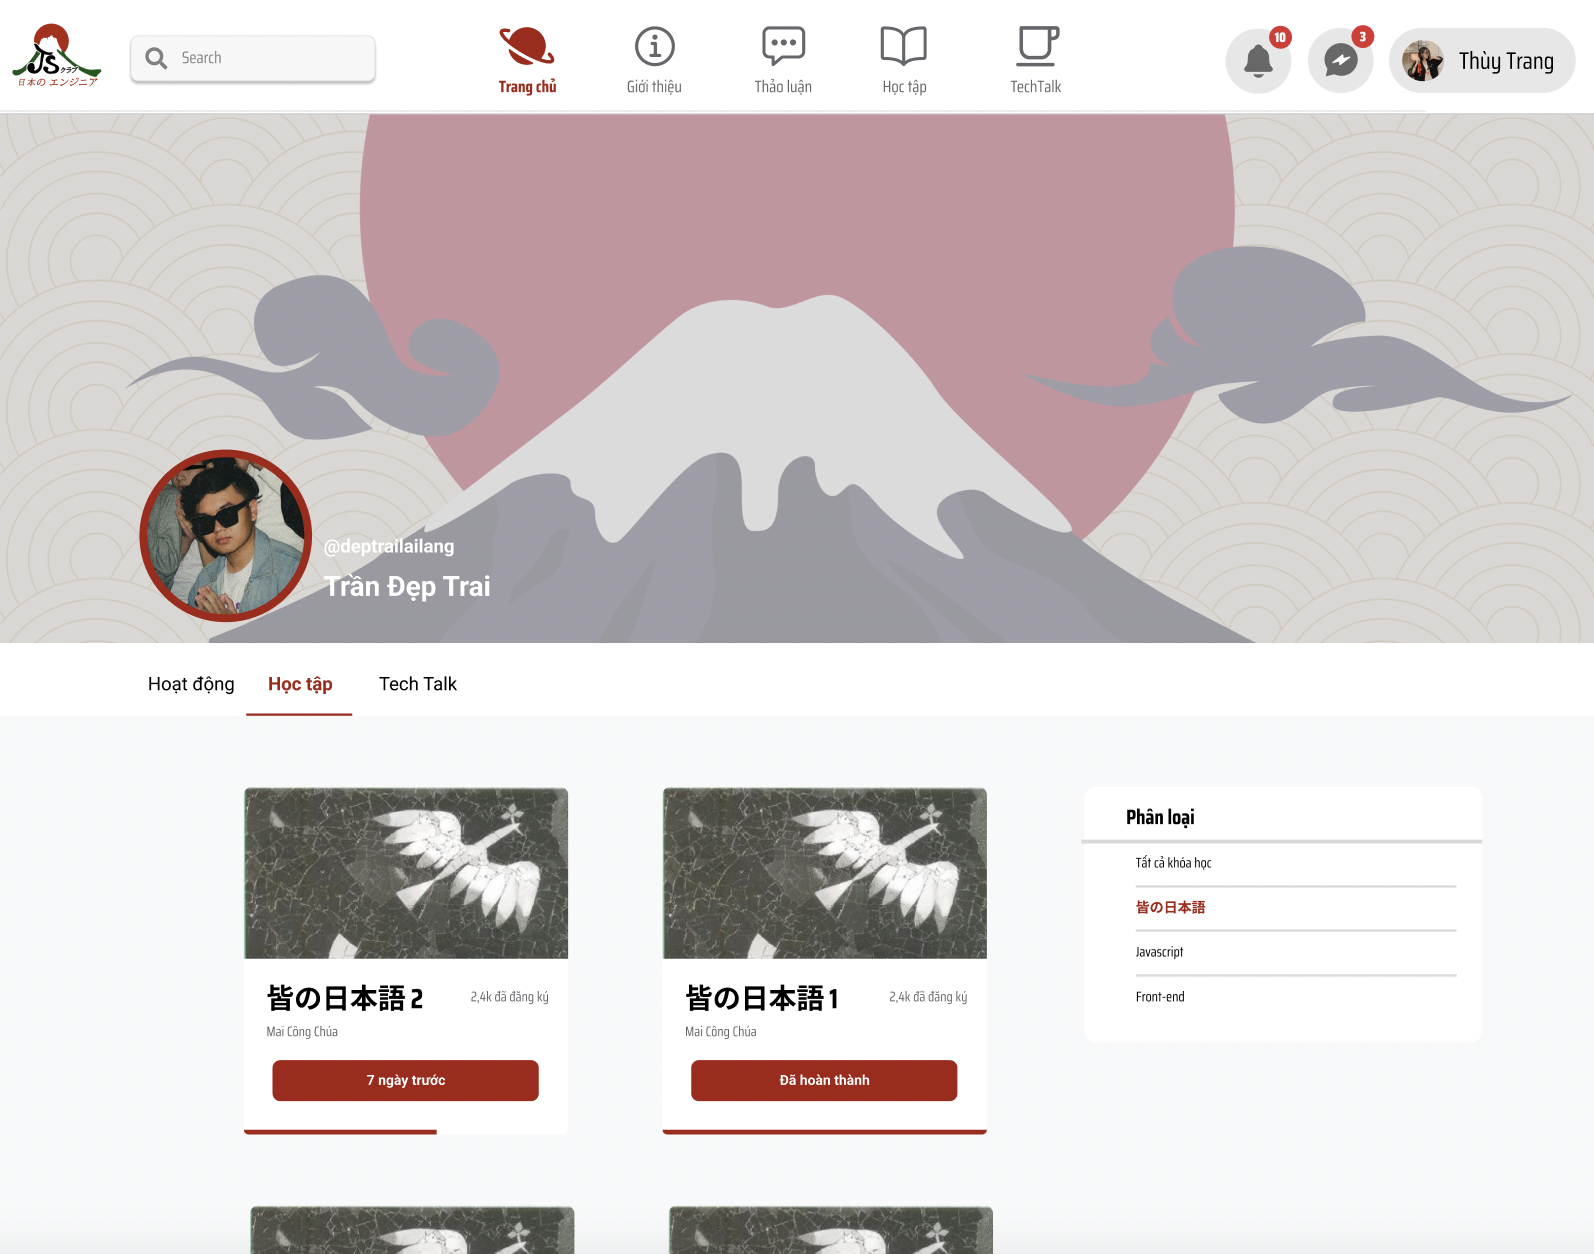 JSクラブ
日本の エンジニア
Search
Trang chủ
Giới thiệu
Thảo luận
Học tập
TechTalk
10
3
Thùy Trang
@deptrailailang
Trần Đẹp Trai
Hoạt động
Học tập
Tech Talk
皆の日本語 2
2,4k đã đăng ký
Mai Công Chúa
7 ngày trước
皆の日本語 1
2,4k đã đăng ký
Mai Công Chúa
Đã hoàn thành
Phân loại
Tất cả khóa học
皆の日本語
Javascript
Front-end